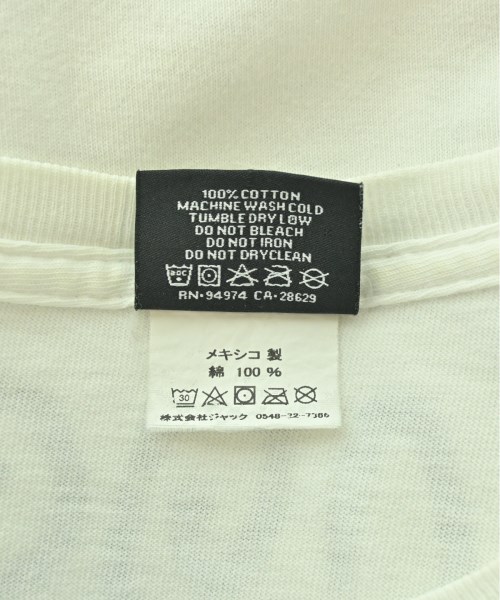 100% COTTON
MACHINE WASH COLD
TUMBLE DRY LOW
DO NOT BLEACH
DO NOT IRON
DO NOT DRYCLEAN
RN•94974 CA•28629
メキシコ 製
綿 100 %
30
株式会社ジャック 0548-22-7386